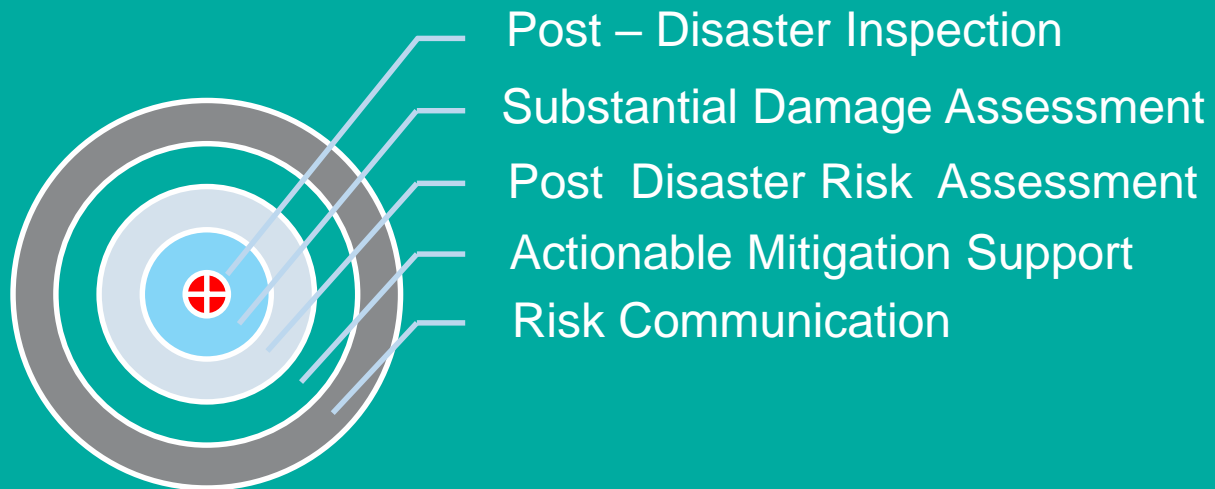 Post – Disaster Inspection
Substantial Damage Assessment
Post Disaster Risk Assessment
Actionable Mitigation Support
Risk Communication